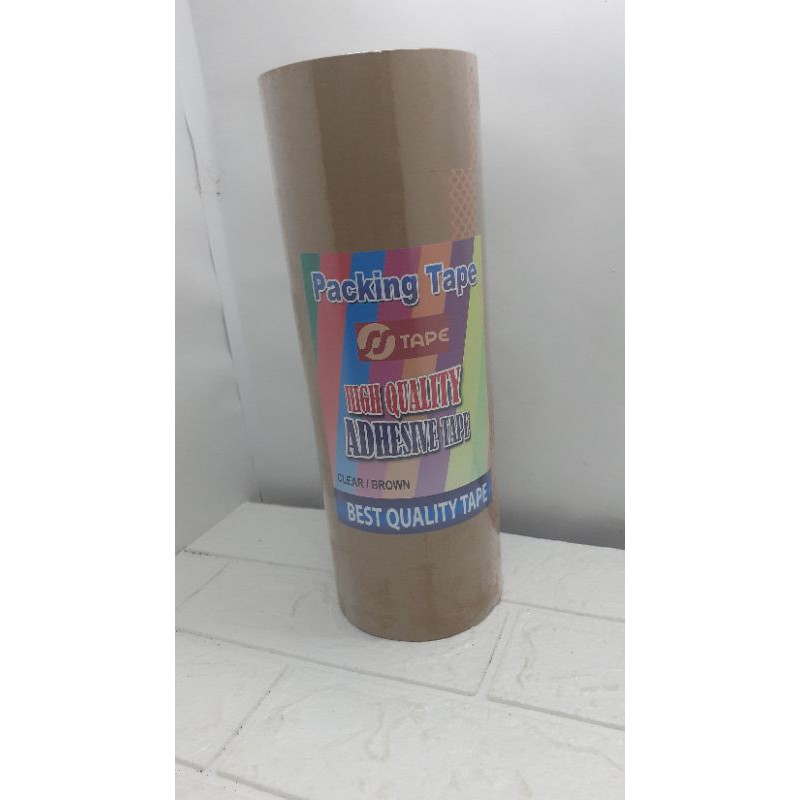 Packing Tape
TAPE
HIGH QUALITY
ADHESIVE TAPE
CLEAR / BROWN
BEST QUALITY TAPE